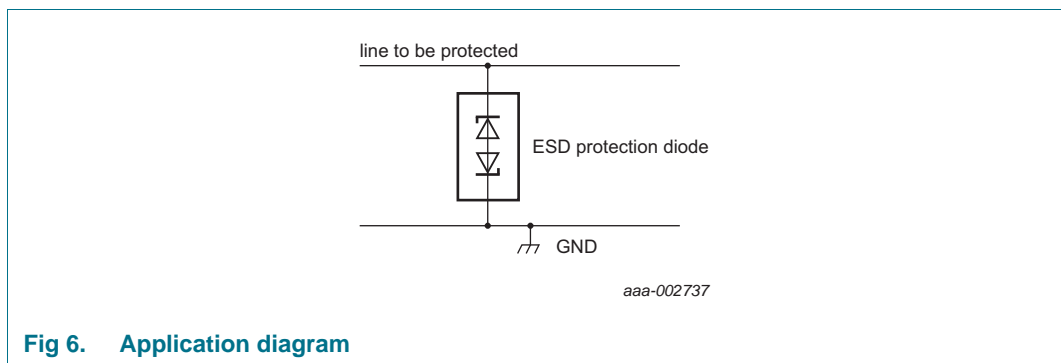 line to be protected
ESD protection diode
GND
aaa-002737
Fig 6. Application diagram